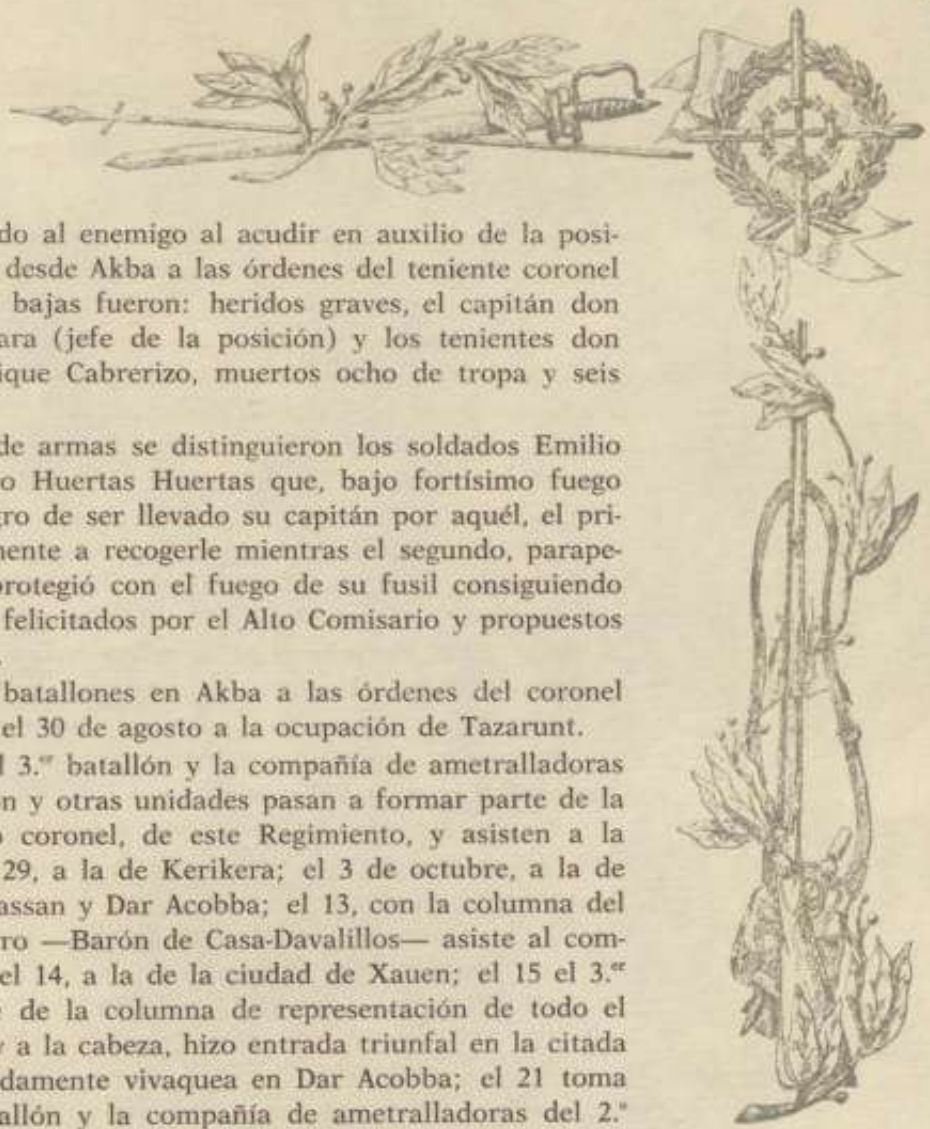 do al enemigo al acudir en auxilio de la posi-
desde Akba a las órdenes del teniente coronel
bajas fueron: heridos graves, el capitán don
ara (jefe de la posición) y los tenientes don
ique Cabrerizo, muertos ocho de tropa y seis
de armas se distinguieron los soldados Emilio
o Huertas Huertas que, bajo fortísimo fuego
gro de ser llevado su capitán por aquél, el pri-
mente a recogerle mientras el segundo, parape-
protegió con el fuego de su fusil consiguiendo
felicitados por el Alto Comisario y propuestos
batallones en Akba a las órdenes del coronel
el 30 de agosto a la ocupación de Tazarunt.
l 3.er batallón y la compañía de ametralladoras
n y otras unidades pasan a formar parte de la
o coronel, de este Regimiento, y asisten a la
29, a la de Kerikera; el 3 de octubre, a la de
assan y Dar Acobba; el 13, con la columna del
ro —Barón de Casa-Davalillos— asiste al com-
el 14, a la de la ciudad de Xauen; el 15 el 3.er
de la columna de representación de todo el
y a la cabeza, hizo entrada triunfal en la citada
damente vivaquea en Dar Acobba; el 21 toma
allón y la compañía de ametralladoras del 2.º